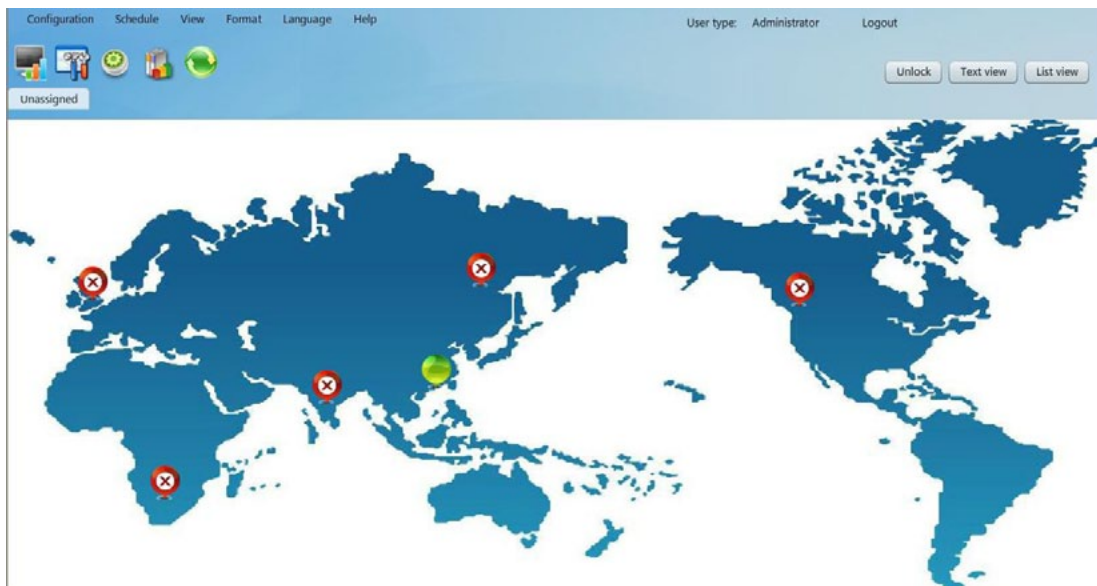 Configuration Schedule View Format Language Help
User type: Administrator Logout
Unlock Text view List view
Unassigned